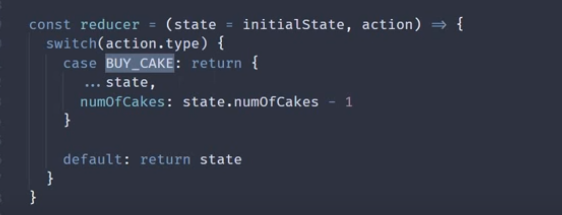 const reducer = (state = initialState, action) => {
  switch(action.type) {
    case BUY_CAKE: return {
      ...state,
      numOfCakes: state.numOfCakes - 1
    }

    default: return state
  }
}